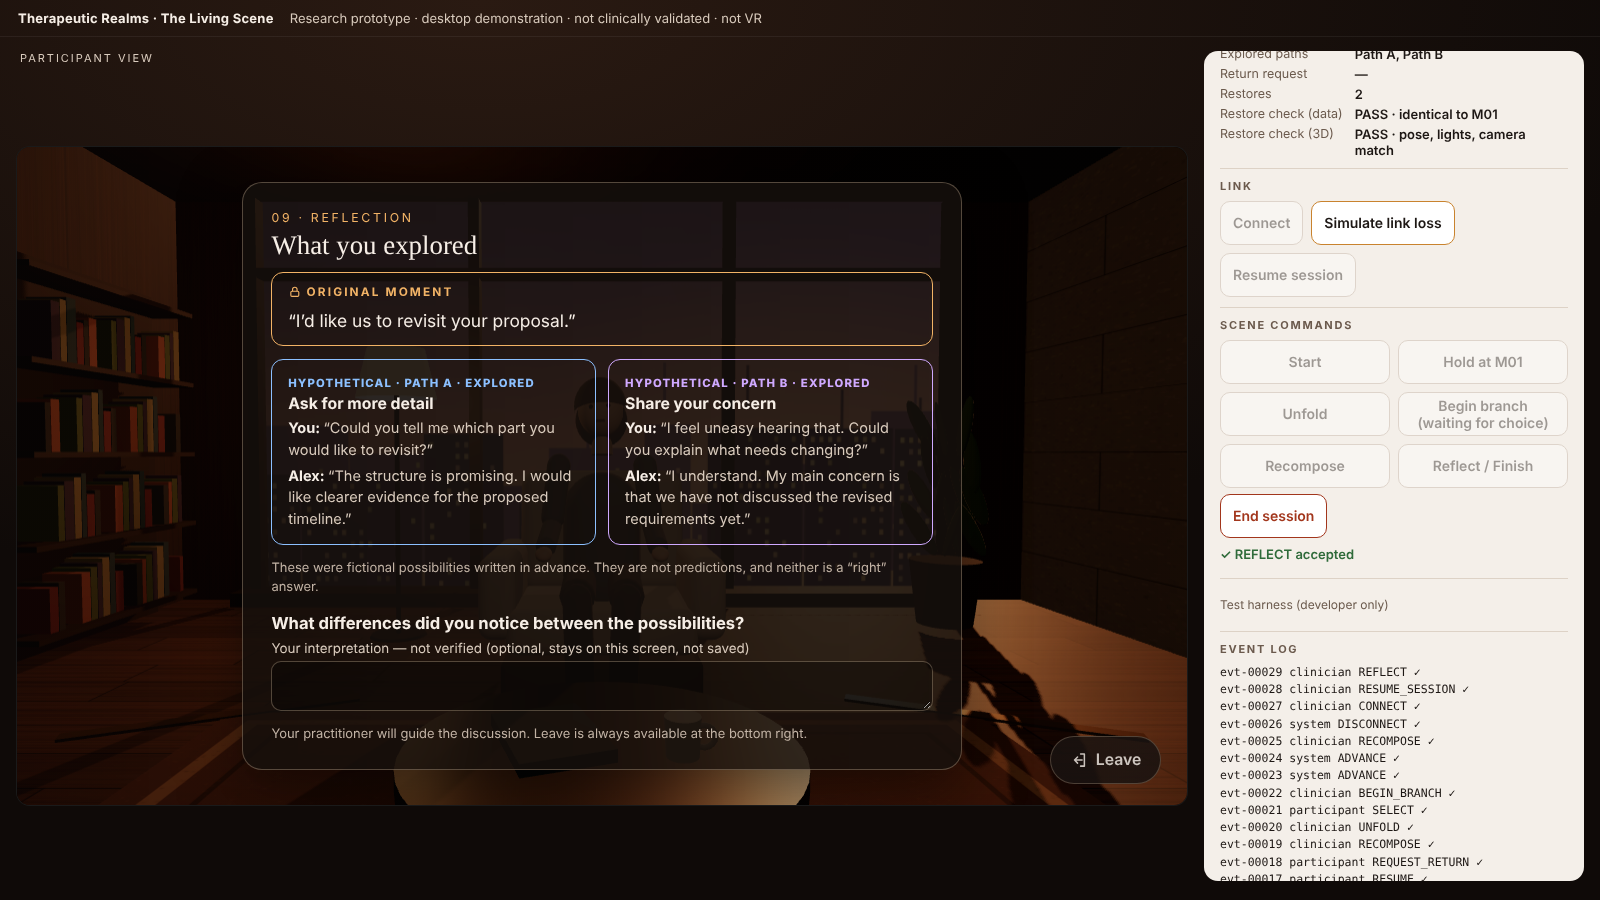 Therapeutic Realms · The Living Scene Research prototype · desktop demonstration · not clinically validated · not VR
PARTICIPANT VIEW
09 · REFLECTION
What you explored
ORIGINAL MOMENT
“I’d like us to revisit your proposal.”
HYPOTHETICAL · PATH A · EXPLORED
Ask for more detail
You: “Could you tell me which part you
would like to revisit?”
Alex: “The structure is promising. I would
like clearer evidence for the proposed
timeline.”
HYPOTHETICAL · PATH B · EXPLORED
Share your concern
You: “I feel uneasy hearing that. Could
you explain what needs changing?”
Alex: “I understand. My main concern is
that we have not discussed the revised
requirements yet.”
These were fictional possibilities written in advance. They are not predictions, and neither is a “right”
answer.
What differences did you notice between the possibilities?
Your interpretation — not verified (optional, stays on this screen, not saved)
Your practitioner will guide the discussion. Leave is always available at the bottom right.
Leave
Explored paths Path A, Path B
Return request —
Restores 2
Restore check (data) PASS · identical to M01
Restore check (3D) PASS · pose, lights, camera
match
LINK
Connect Simulate link loss
Resume session
SCENE COMMANDS
Start Hold at M01
Unfold Begin branch
(waiting for choice)
Recompose Reflect / Finish
End session
✓ REFLECT accepted
Test harness (developer only)
EVENT LOG
evt-00029 clinician REFLECT ✓
evt-00028 clinician RESUME_SESSION ✓
evt-00027 clinician CONNECT ✓
evt-00026 system DISCONNECT ✓
evt-00025 clinician RECOMPOSE ✓
evt-00024 system ADVANCE ✓
evt-00023 system ADVANCE ✓
evt-00022 clinician BEGIN_BRANCH ✓
evt-00021 participant SELECT ✓
evt-00020 clinician UNFOLD ✓
evt-00019 clinician RECOMPOSE ✓
evt-00018 participant REQUEST_RETURN ✓
evt-00017 participant RESUME ✓